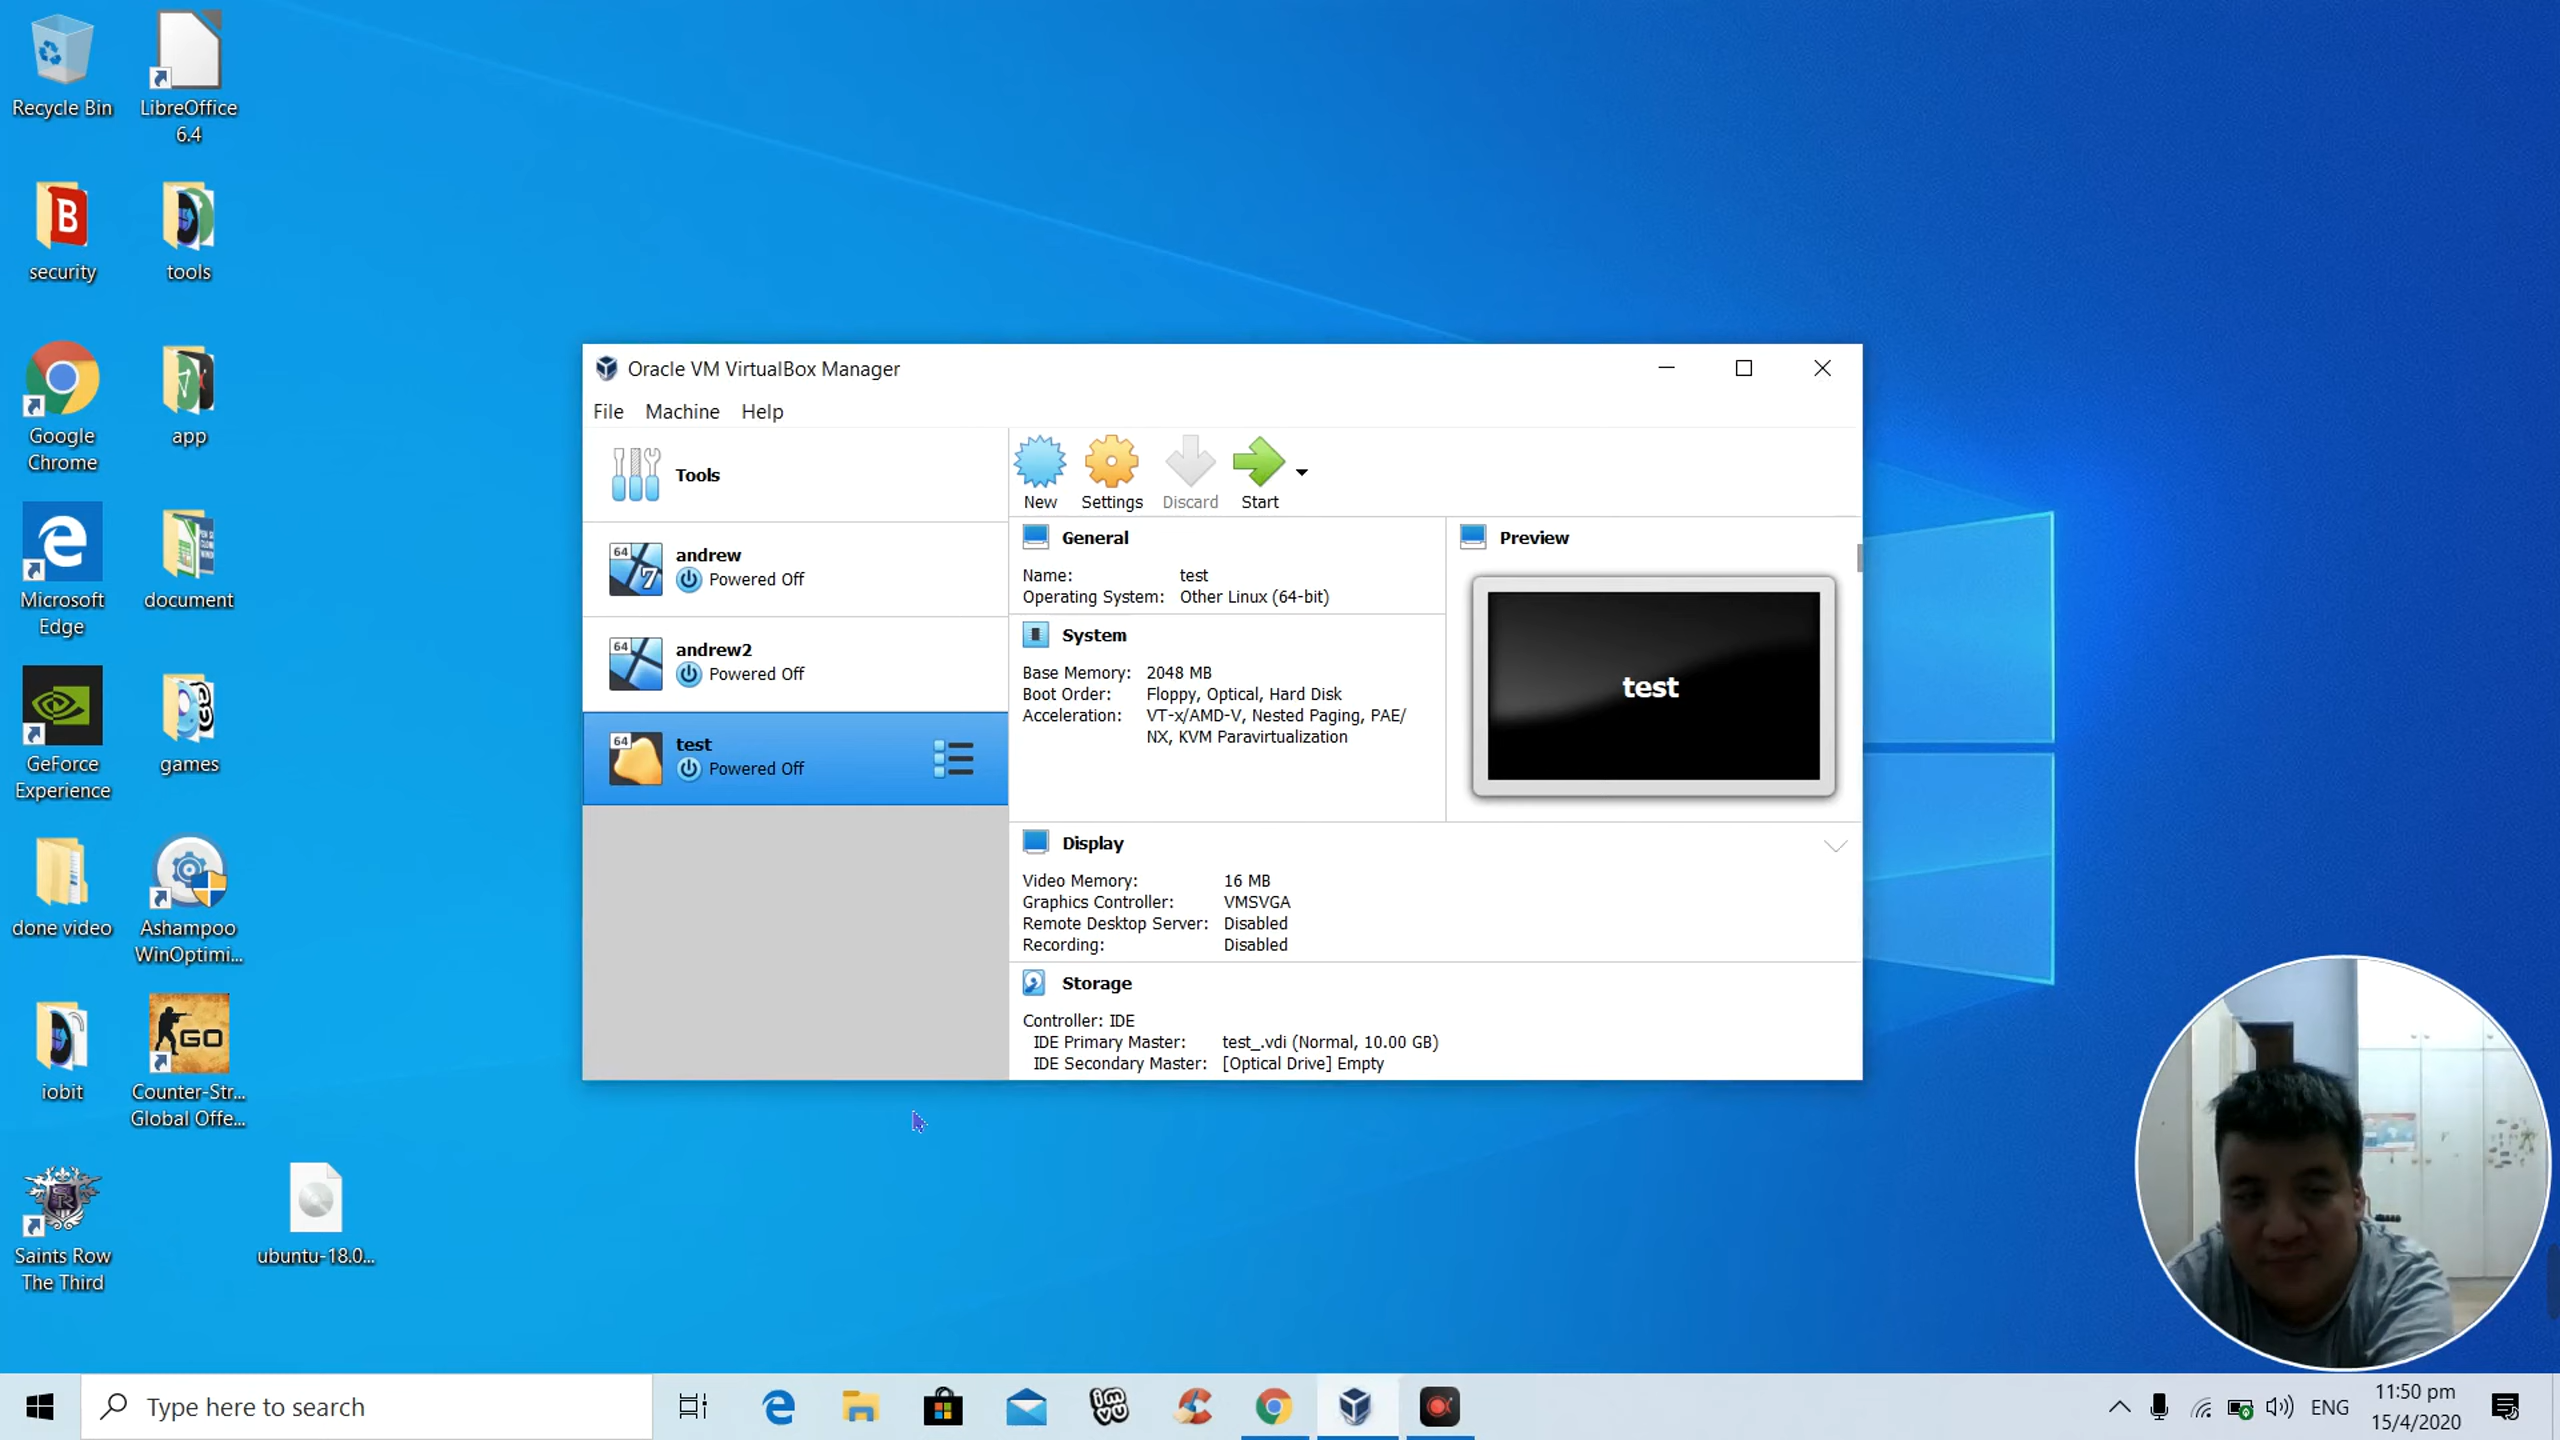 Recycle Bin
LibreOffice
6.4
security
tools
Google
Chrome
app
Microsoft
Edge
document
GeForce
Experience
games
done video
Ashampoo
WinOptimi...
iobit
GO
Counter-Str...
Global Offe...
Saints Row
The Third
ubuntu-18.0...
Oracle VM VirtualBox Manager
File Machine Help
Tools
New
Settings
Discard
Start
64
7
andrew
Powered Off
64
andrew2
Powered Off
64
test
Powered Off
General
Name: test
Operating System: Other Linux (64-bit)
System
Base Memory: 2048 MB
Boot Order: Floppy, Optical, Hard Disk
Acceleration: VT-x/AMD-V, Nested Paging, PAE/
NX, KVM Paravirtualization
Preview
test
Display
Video Memory: 16 MB
Graphics Controller: VMSVGA
Remote Desktop Server: Disabled
Recording: Disabled
Storage
Controller: IDE
IDE Primary Master: test_.vdi (Normal, 10.00 GB)
IDE Secondary Master: [Optical Drive] Empty
Type here to search
ENG
11:50 pm
15/4/2020